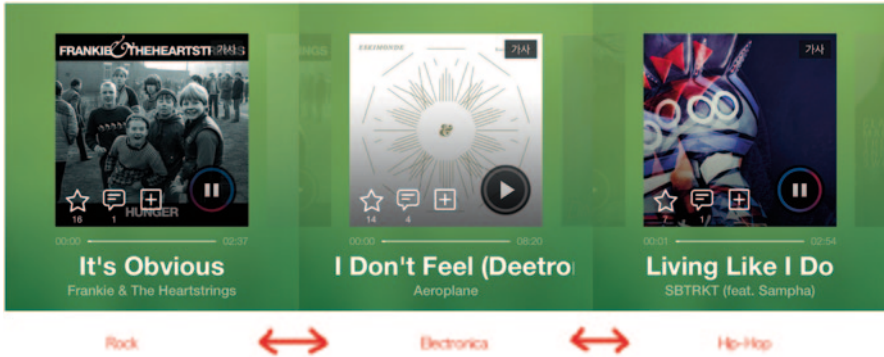 FRANKIE & THE HEARTSTRINGS
가사
HUNGER
16
1
00:00
02:37
It's Obvious
Frankie & The Heartstrings
ESKIMONDE
가사
&
14
4
00:00
08:20
I Don't Feel (Deetro
Aeroplane
가사
7
1
00:01
02:54
Living Like I Do
SBTRKT (feat. Sampha)
Rock
Electronica
Hip-Hop